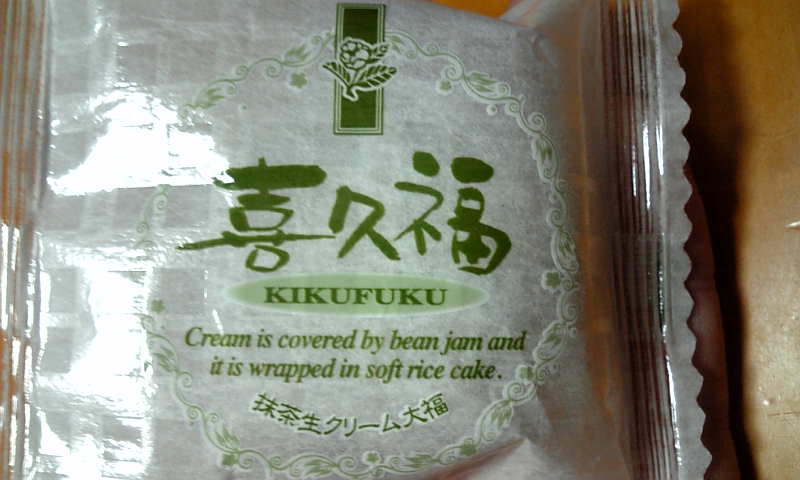 喜久福
KIKUFUKU
Cream is covered by bean jam and
it is wrapped in soft rice cake.
抹茶生クリーム大福